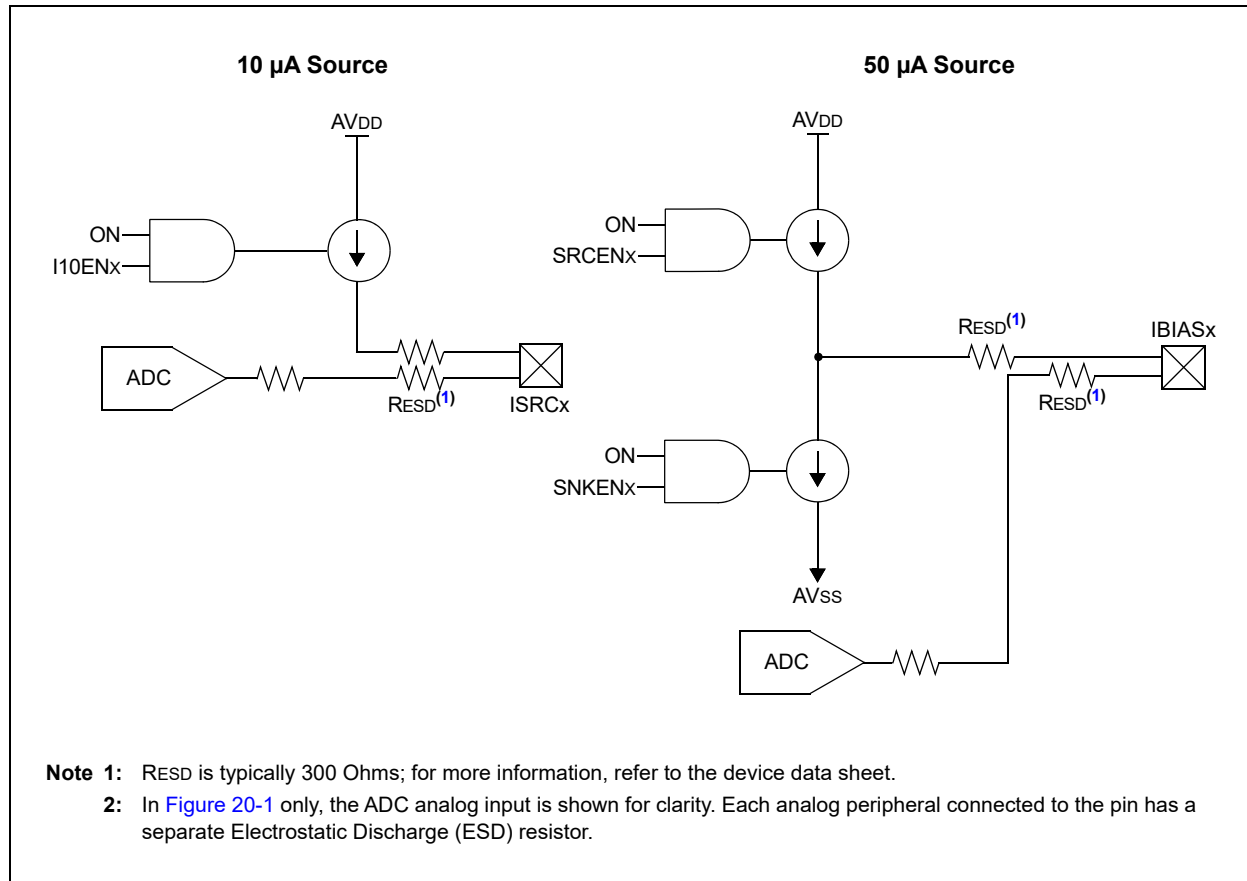 10 µA Source
AVDD
ON
I10ENx
ADC
RESD(1)
ISRCx
50 µA Source
AVDD
ON
SRCENx
RESD(1)
IBIASx
RESD(1)
ON
SNKENx
AVSS
ADC
Note 1: RESD is typically 300 Ohms; for more information, refer to the device data sheet.
2: In Figure 20-1 only, the ADC analog input is shown for clarity. Each analog peripheral connected to the pin has a
separate Electrostatic Discharge (ESD) resistor.